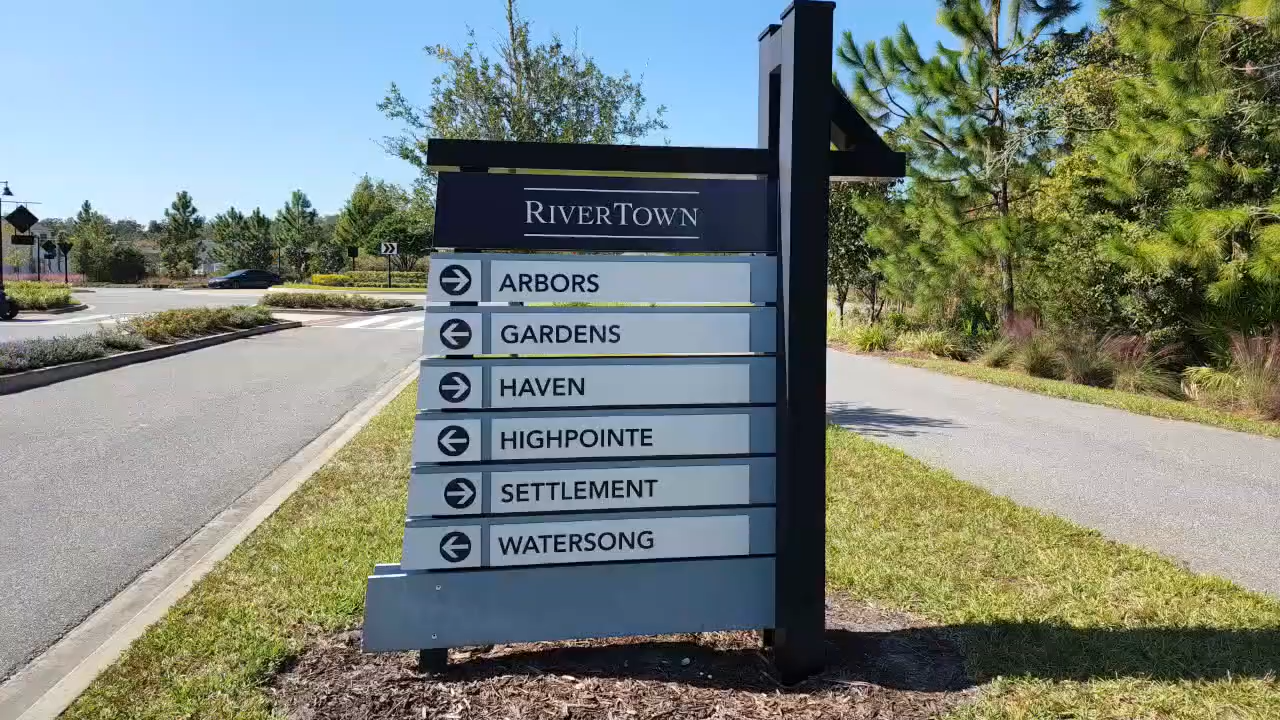 RIVERTOWN
ARBORS
GARDENS
HAVEN
HIGHPOINTE
SETTLEMENT
WATERSONG